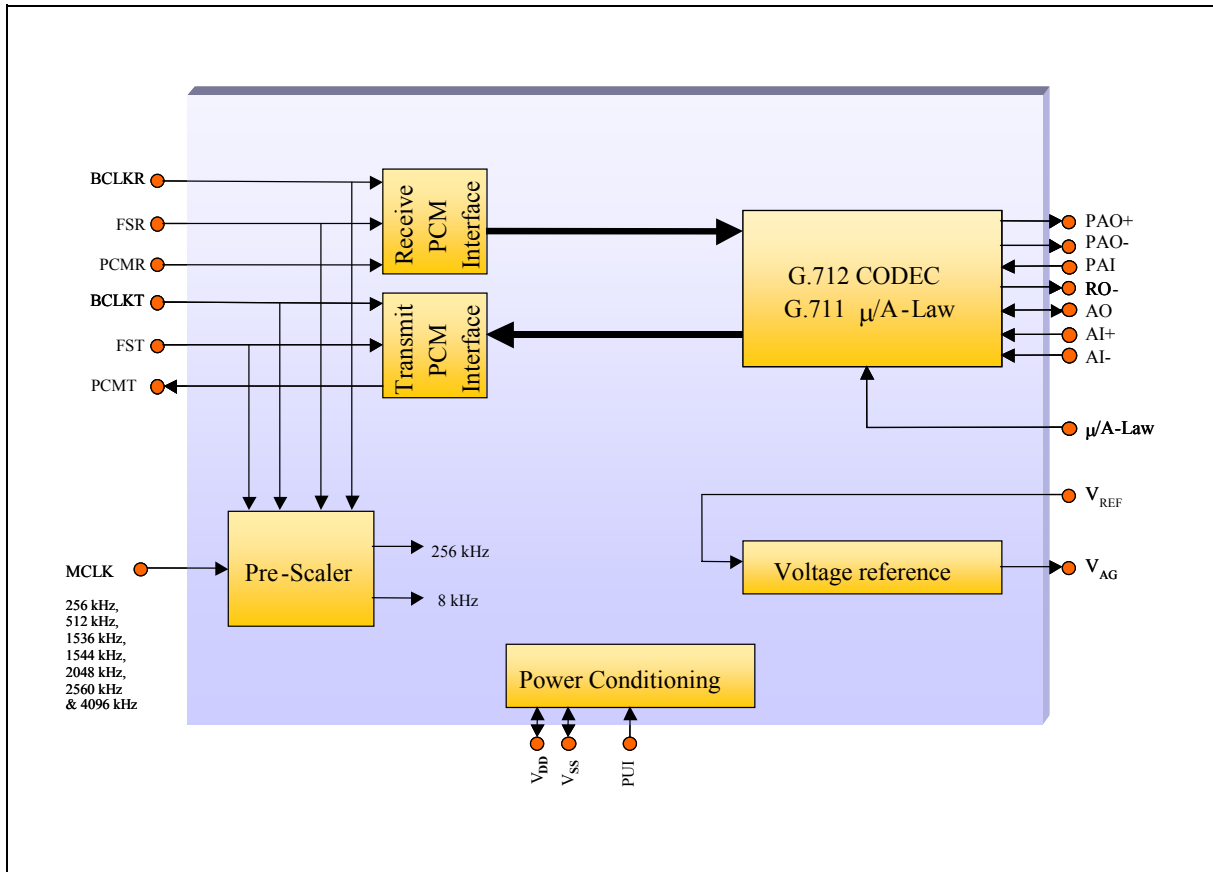 BCLKR
FSR
PCMR
BCLKT
FST
PCMT
Receive
PCM
Interface
Transmit
PCM
Interface
G.712 CODEC
G.711 μ/A-Law
PAO+
PAO-
PAI
RO-
AO
AI+
AI-
μ/A-Law
VREF
VAG
Voltage reference
MCLK
256 kHz,
512 kHz,
1536 kHz,
1544 kHz,
2048 kHz,
2560 kHz
& 4096 kHz
Pre-Scaler
256 kHz
8 kHz
Power Conditioning
VDD
VSS
PUI